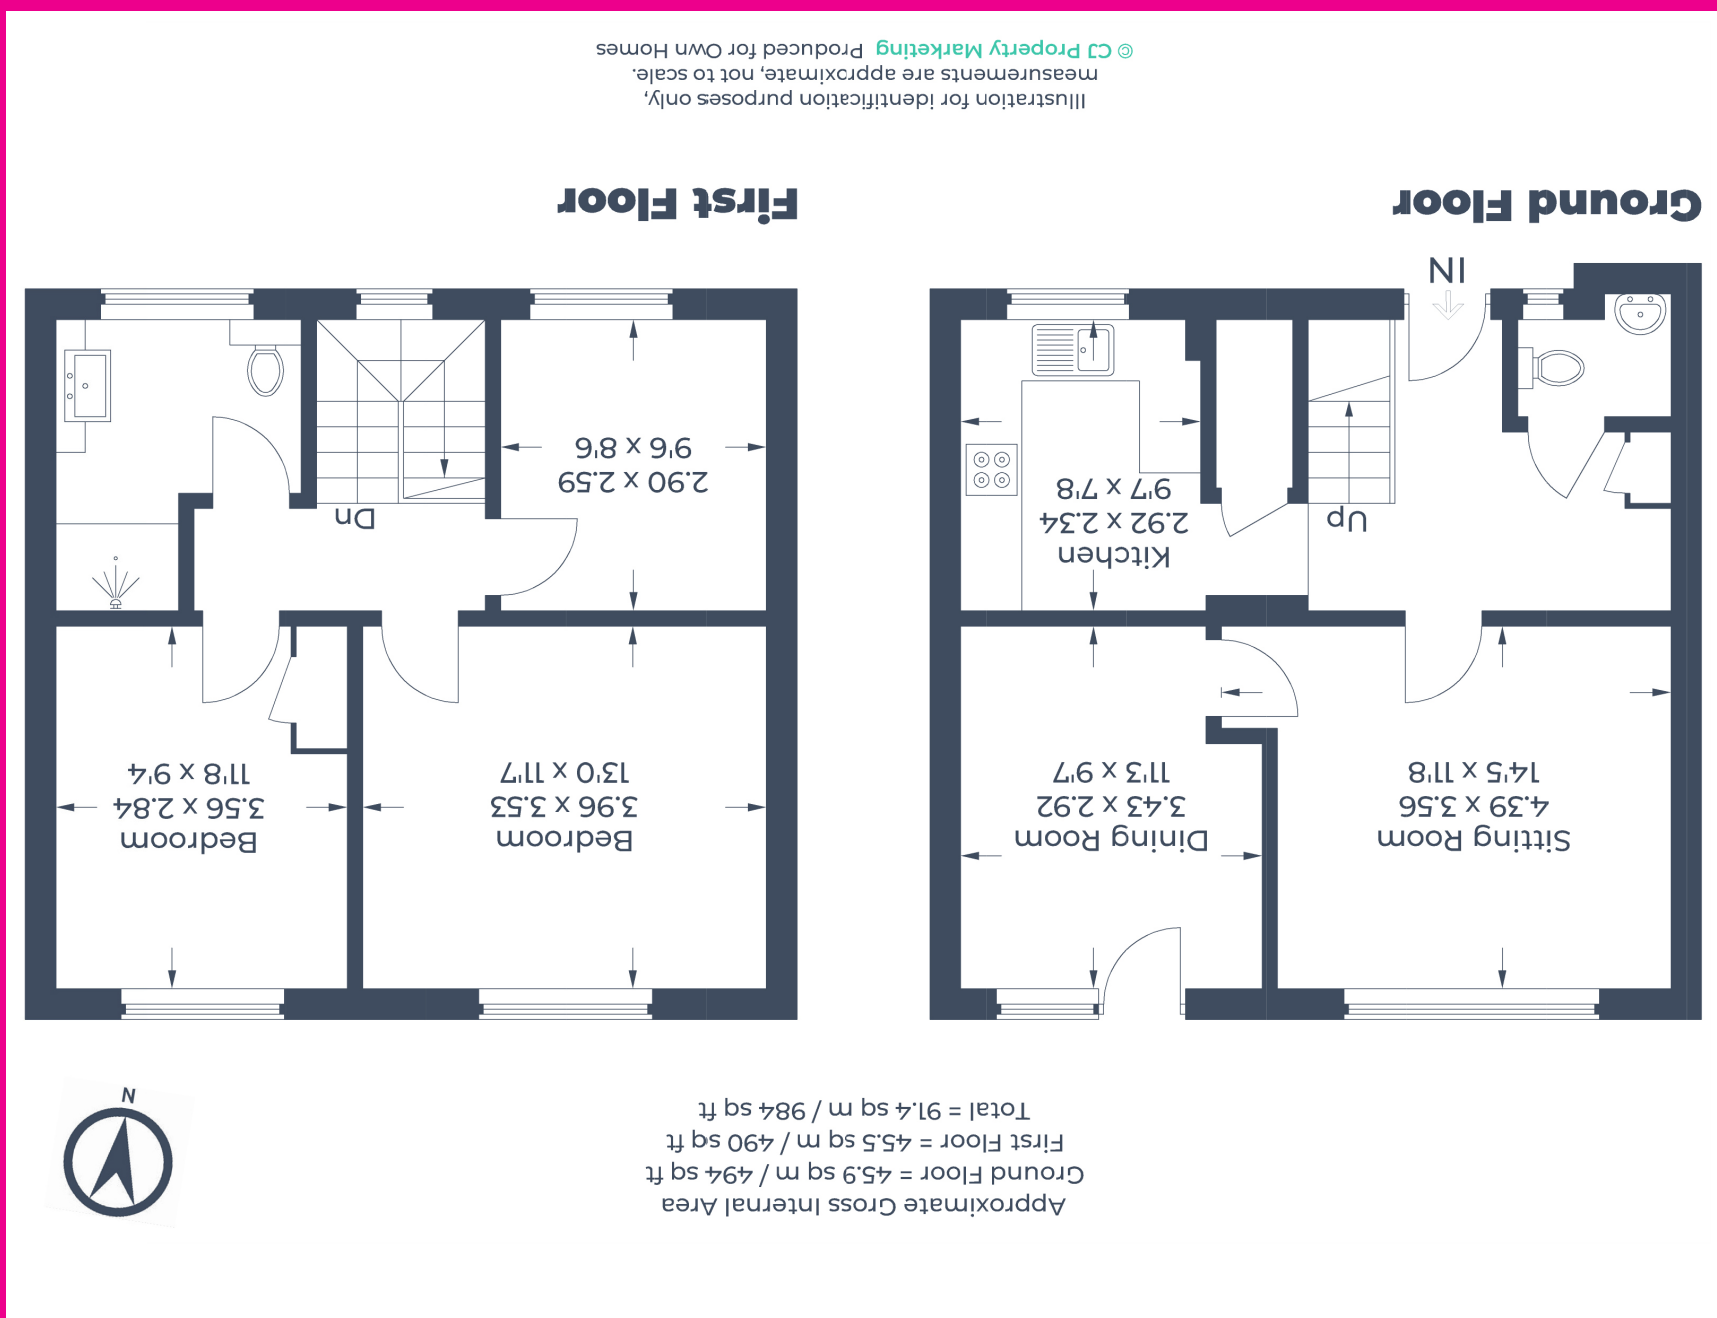 Approximate Gross Internal Area
Ground Floor = 45.9 sq m / 494 sq ft
First Floor = 45.5 sq m / 490 sq ft
Total = 91.4 sq m / 984 sq ft
N
Sitting Room
4.39 x 3.56
14'5 x 11'8
Dining Room
3.43 x 2.92
11'3 x 9'7
Kitchen
2.92 x 2.34
9'7 x 7'8
Up
IN
Ground Floor
Bedroom
3.96 x 3.53
13'0 x 11'7
Bedroom
3.56 x 2.84
11'8 x 9'4
Dn
2.90 x 2.59
9'6 x 8'6
First Floor
Illustration for identification purposes only,
measurements are approximate, not to scale.
© CJ Property Marketing Produced for Own Homes